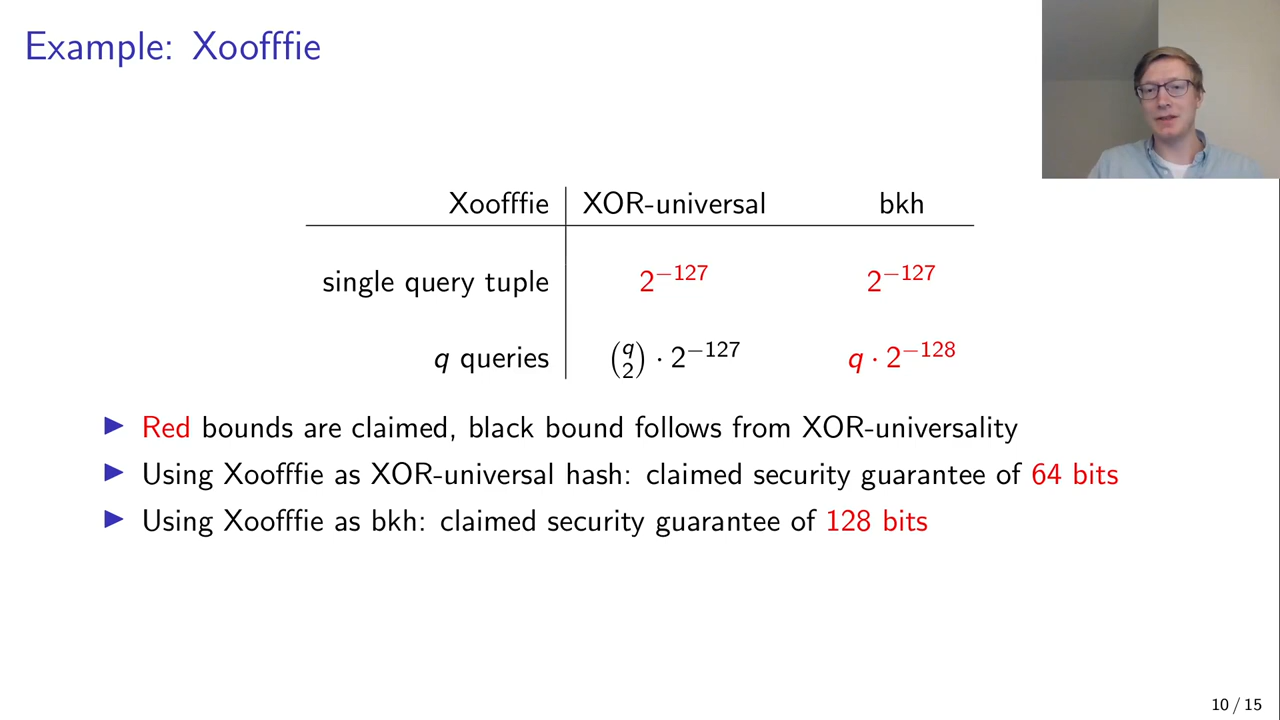 Example: Xoofffie
Xoofffie XOR-universal bkh
single query tuple 2^{−127} 2^{−127}
q queries \binom{q}{2} · 2^{−127} q · 2^{−128}
▶ Red bounds are claimed, black bound follows from XOR-universality
▶ Using Xoofffie as XOR-universal hash: claimed security guarantee of 64 bits
▶ Using Xoofffie as bkh: claimed security guarantee of 128 bits
10 / 15